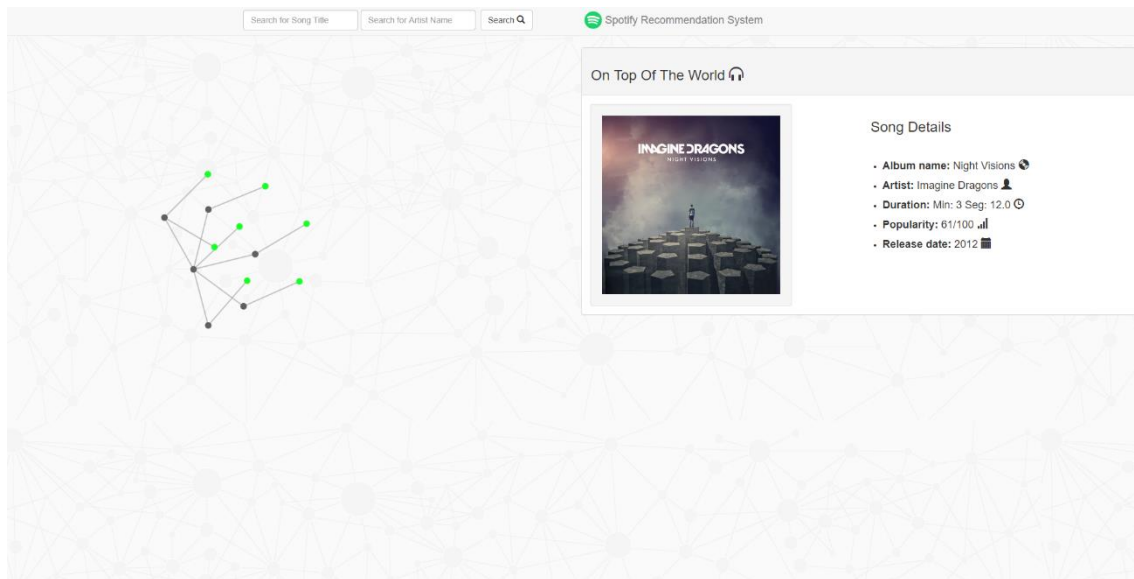 Search for Song Title Search for Artist Name Search Spotify Recommendation System
On Top Of The World
IMAGINE DRAGONS
NIGHT VISIONS
Song Details
Album name: Night Visions
Artist: Imagine Dragons
Duration: Min: 3 Seg: 12.0
Popularity: 61/100
Release date: 2012